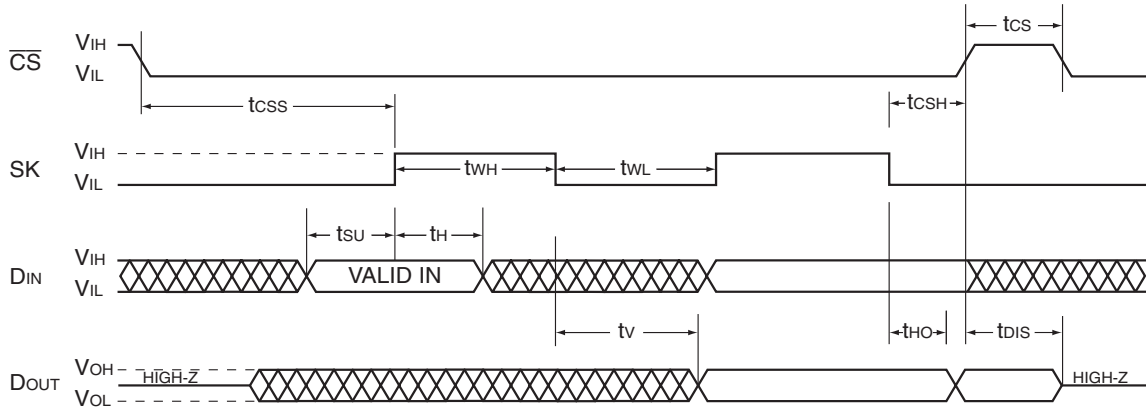 tCS
CS
VIH
VIL
tCSS
tCSH
SK
VIH
VIL
tWH
tWL
tSU
tH
DIN
VIH
VIL
VALID IN
tV
tHO
tDIS
DOUT
VOH
HIGH-Z
VOL
HIGH-Z